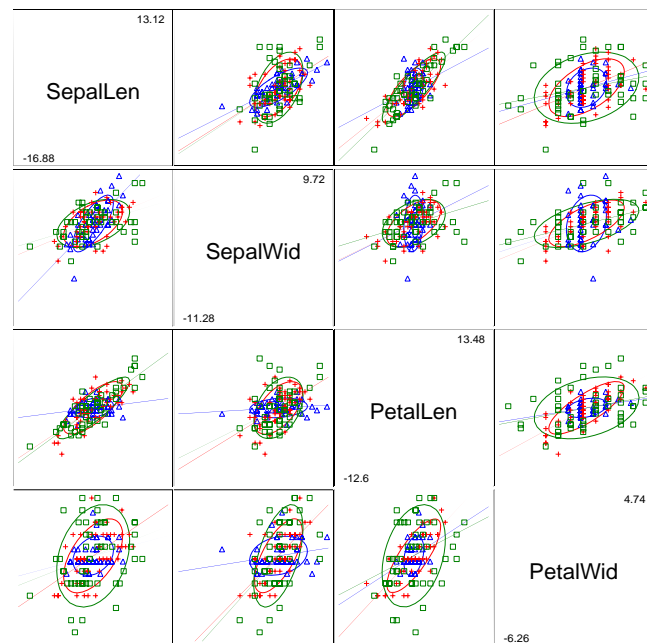 13.12
SepalLen
-16.88
9.72
SepalWid
-11.28
13.48
PetalLen
-12.6
4.74
PetalWid
-6.26